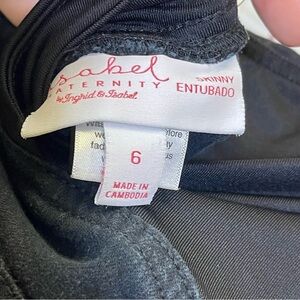 isabel
MATERNITY
by Ingrid & Isabel.
SKINNY
ENTUBADO
6
MADE IN
CAMBODIA